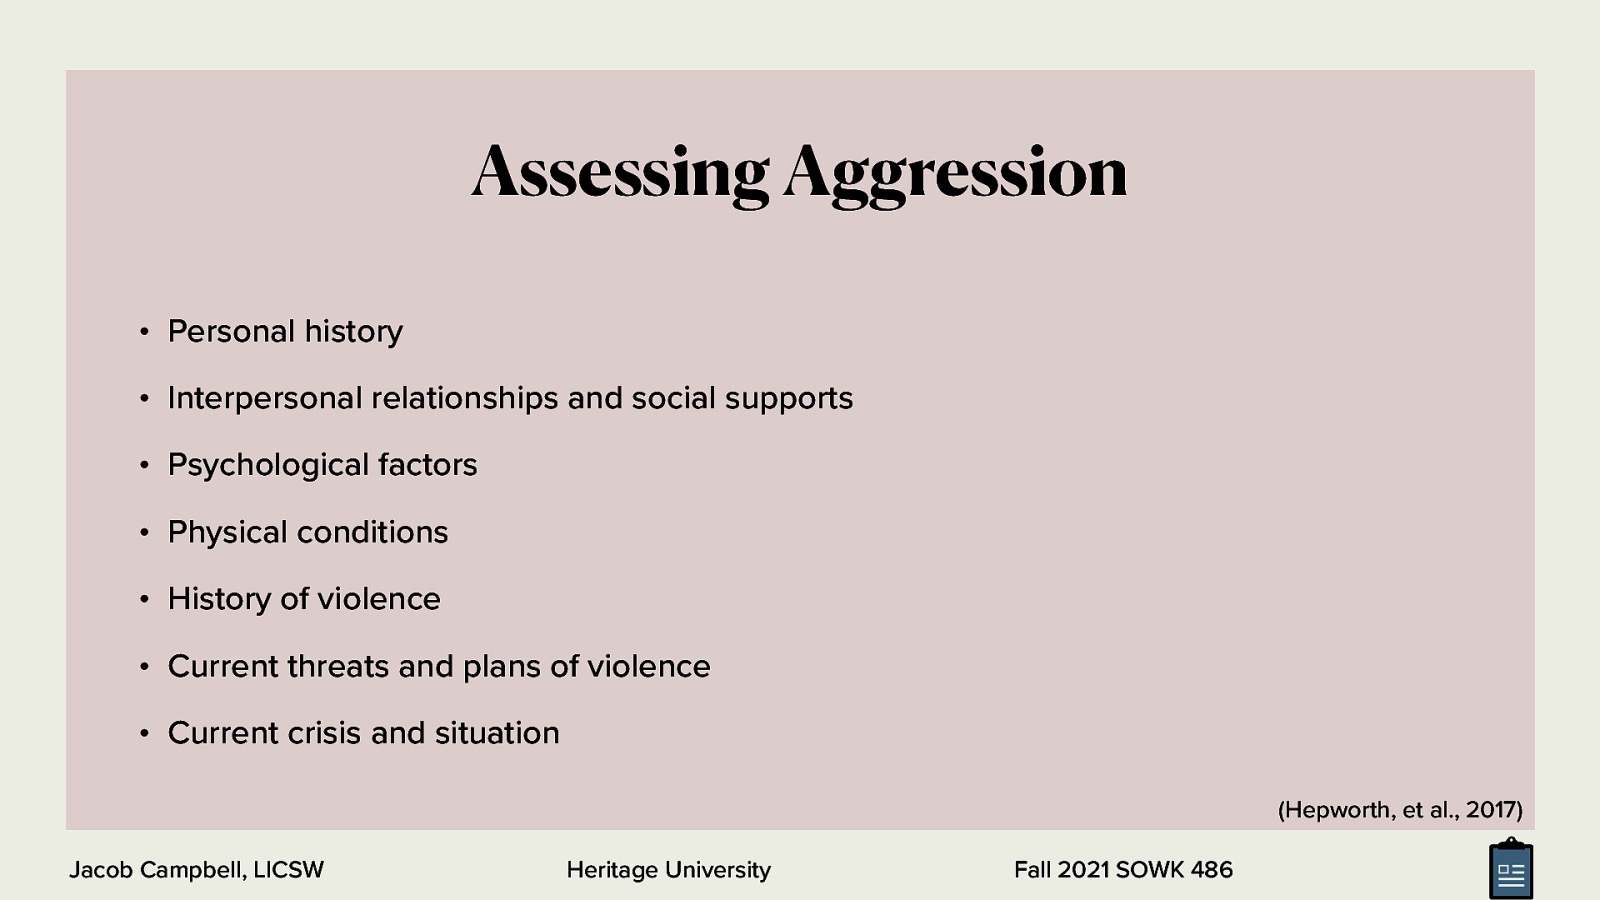 Assessing Aggression
• Personal history
• Interpersonal relationships and social supports
• Psychological factors
• Physical conditions
• History of violence
• Current threats and plans of violence
• Current crisis and situation
(Hepworth, et al., 2017)
Jacob Campbell, LICSW Heritage University Fall 2021 SOWK 486